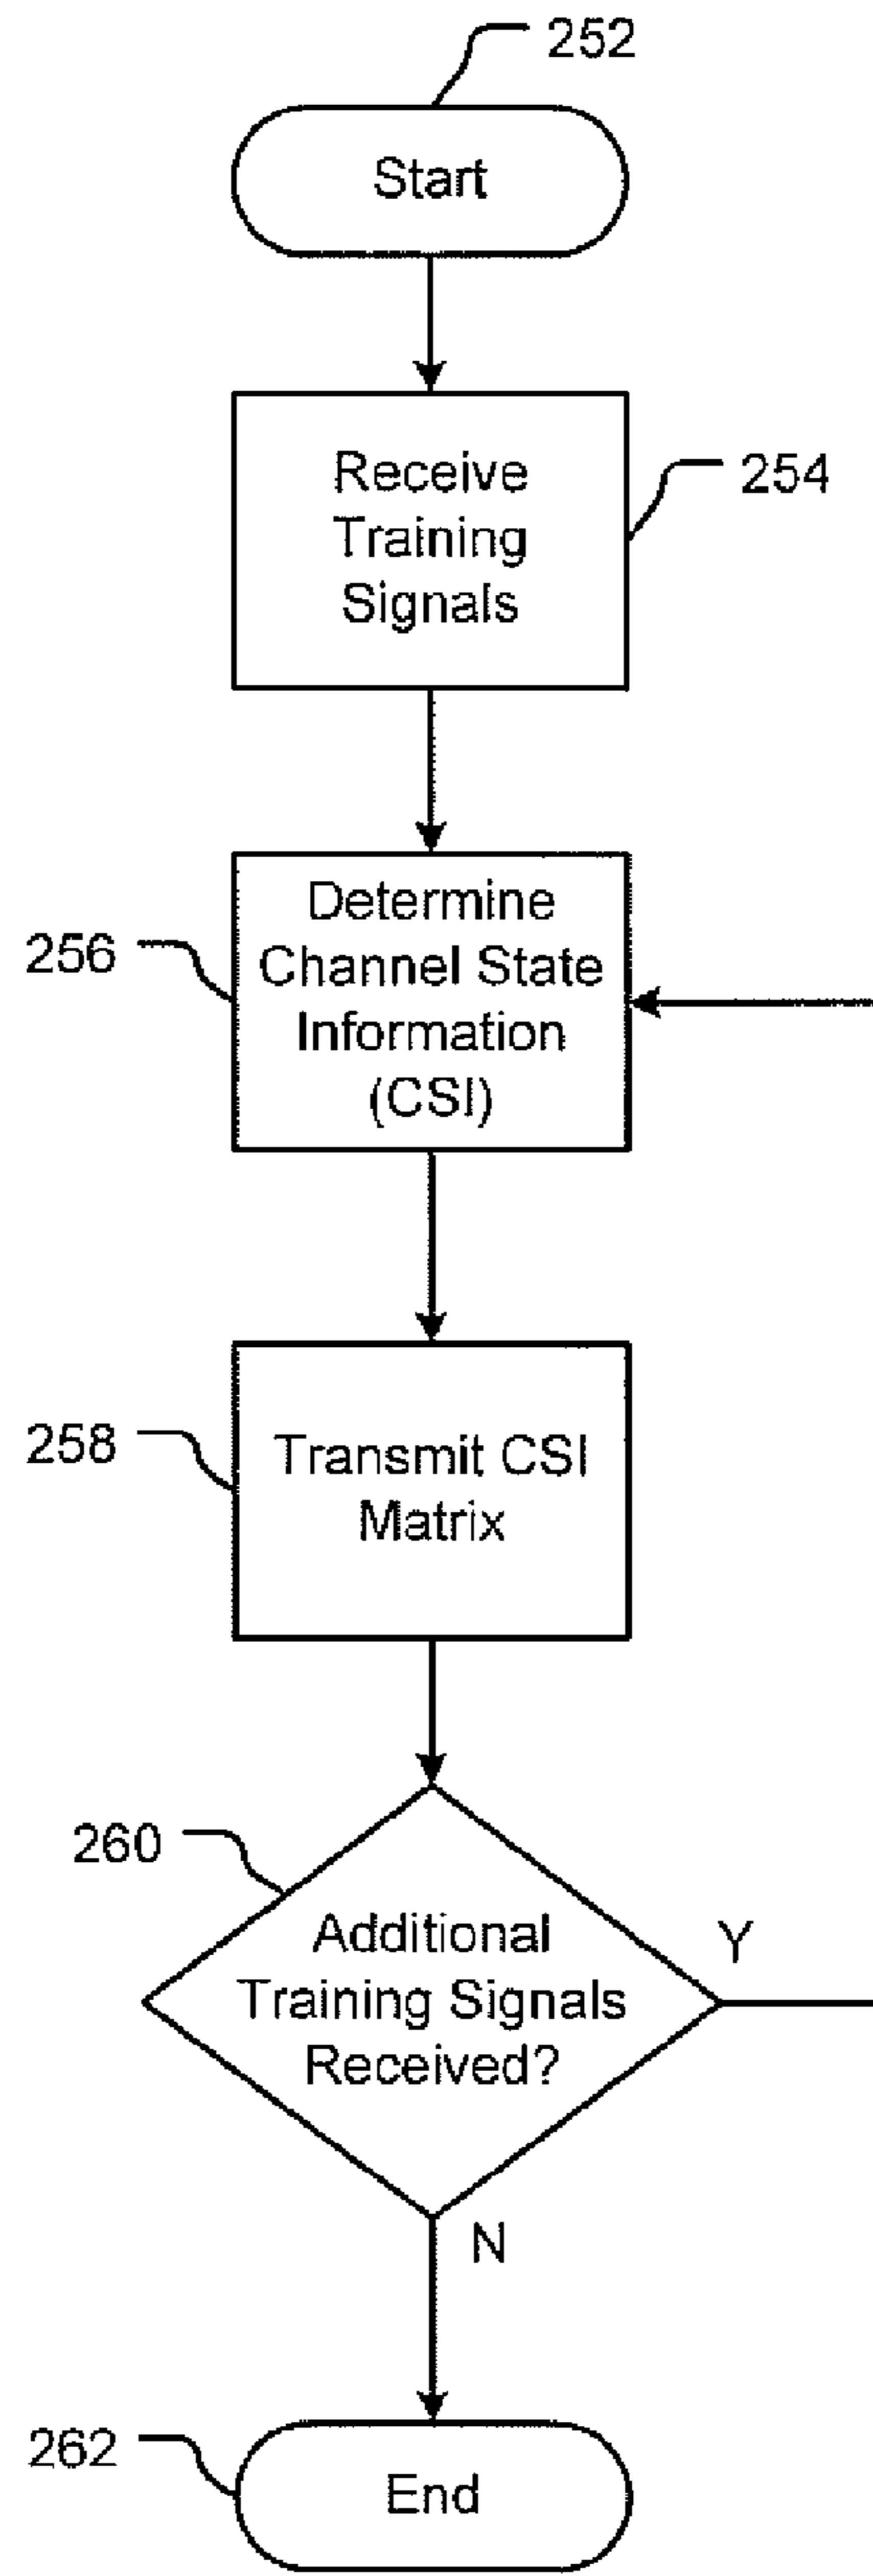 252
Start
Receive
Training
Signals
254
256
Determine
Channel State
Information
(CSI)
258
Transmit CSI
Matrix
260
Additional
Training Signals
Received?
Y
N
262
End